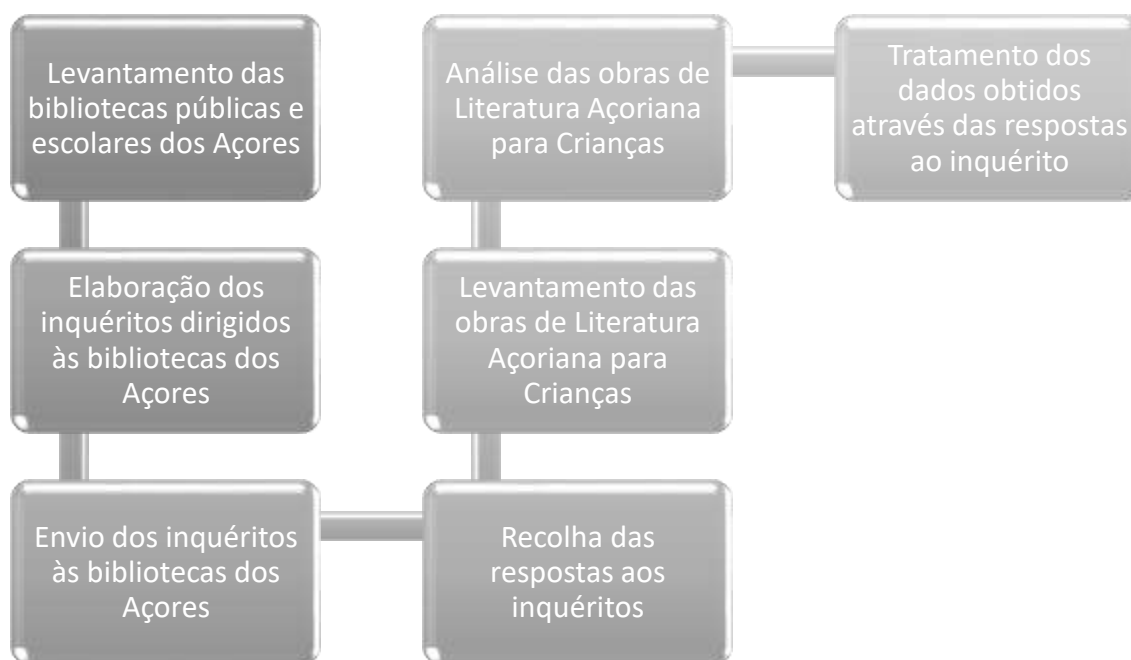 Levantamento das
bibliotecas públicas e
escolares dos Açores
Elaboração dos
inquéritos dirigidos
às bibliotecas dos
Açores
Envio dos inquéritos
às bibliotecas dos
Açores
Recolha das
respostas aos
inquéritos
Levantamento das
obras de Literatura
Açoriana para
Crianças
Análise das obras de
Literatura Açoriana
para Crianças
Tratamento dos
dados obtidos
através das respostas
ao inquérito